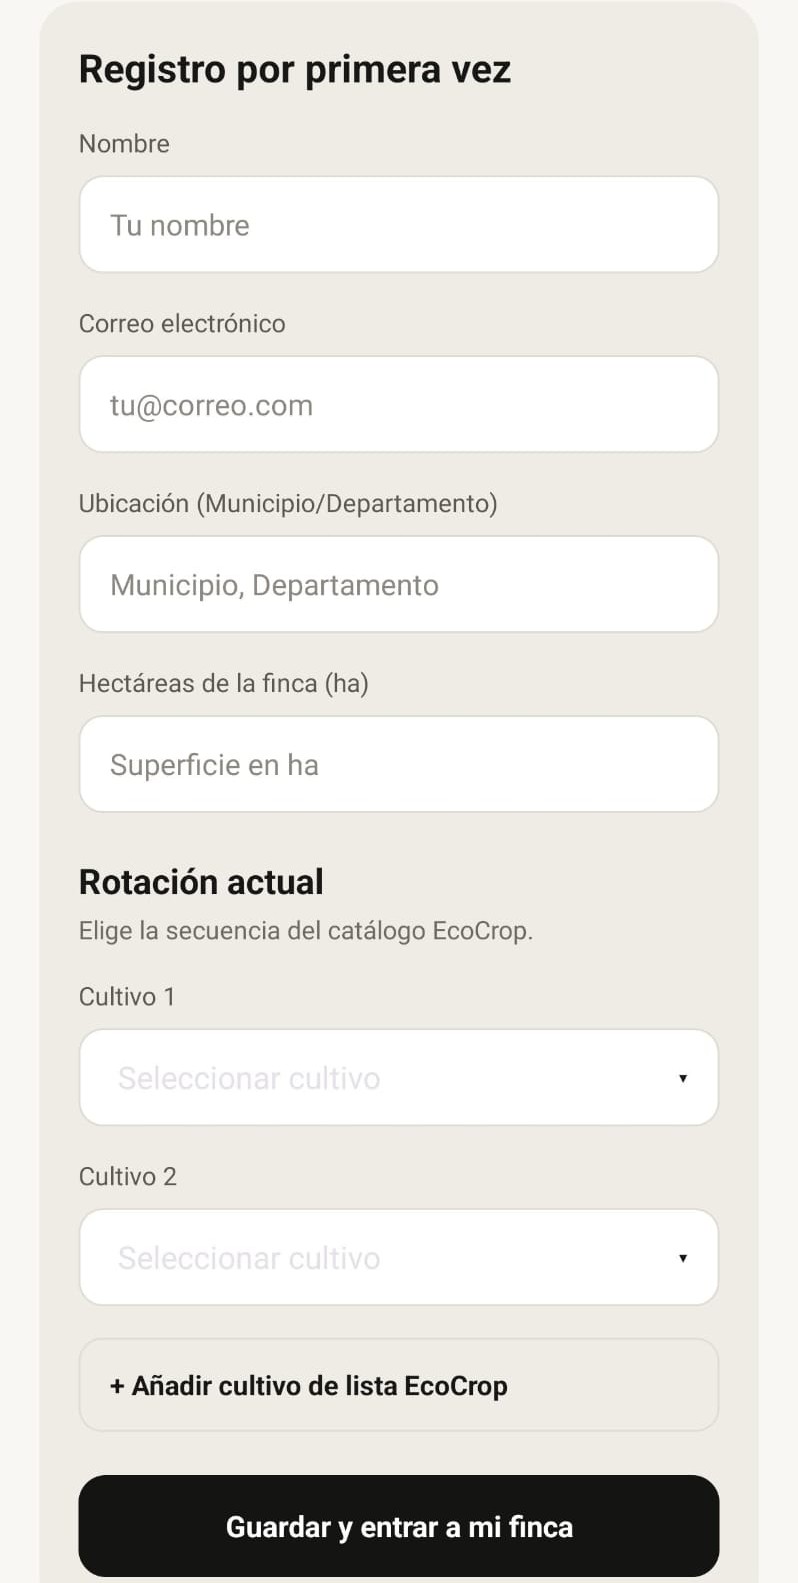 Registro por primera vez
Nombre
Tu nombre
Correo electrónico
tu@correo.com
Ubicación (Municipio/Departamento)
Municipio, Departamento
Hectáreas de la finca (ha)
Superficie en ha
Rotación actual
Elige la secuencia del catálogo EcoCrop.
Cultivo 1
Seleccionar cultivo
Cultivo 2
Seleccionar cultivo
+ Añadir cultivo de lista EcoCrop
Guardar y entrar a mi finca